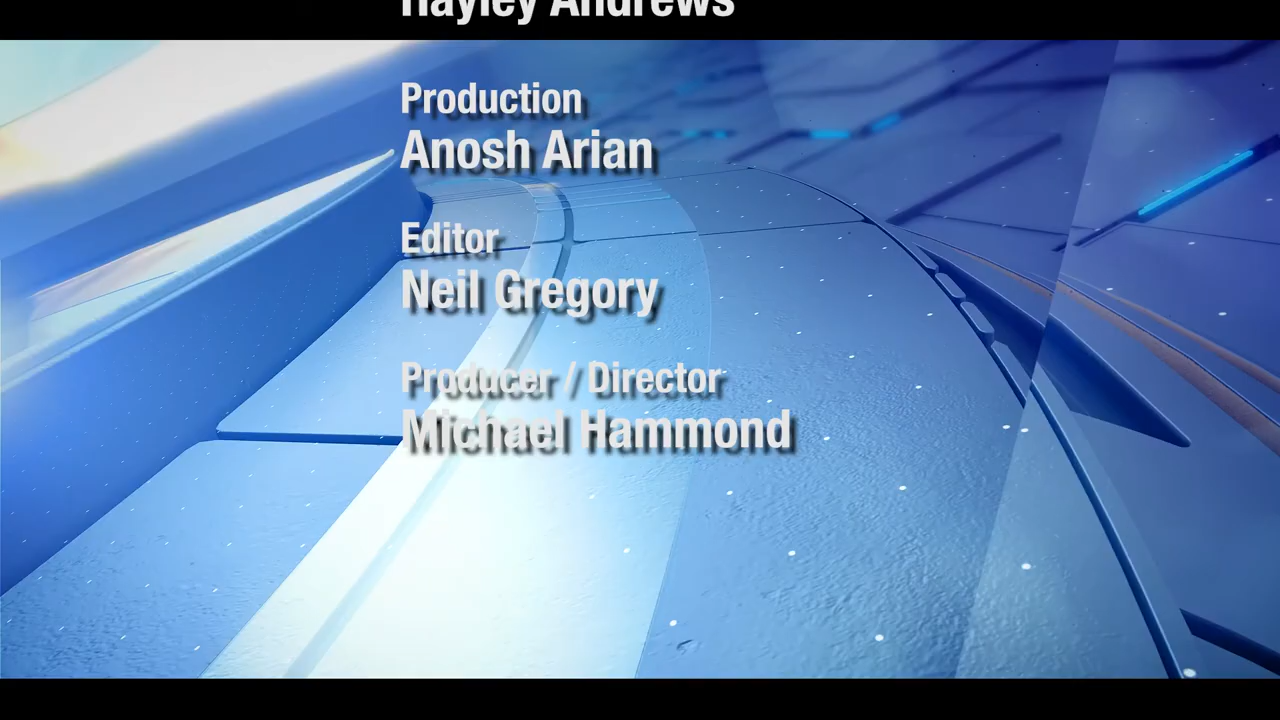 Hayley Andrews
Production
Anosh Arian
Editor
Neil Gregory
Producer / Director
Michael Hammond